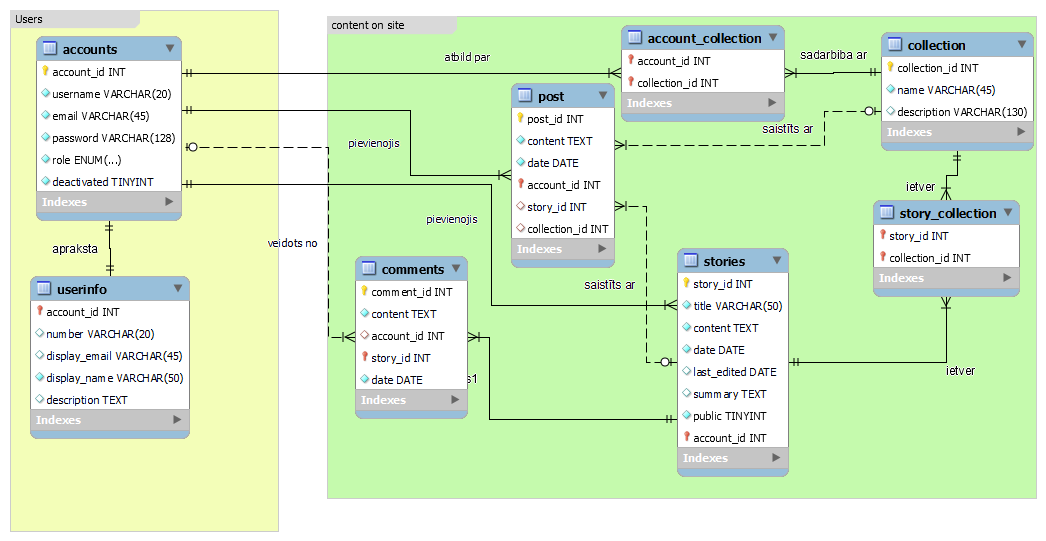 Users
accounts
account_id INT
username VARCHAR(20)
email VARCHAR(45)
password VARCHAR(128)
role ENUM(...)
deactivated TINYINT
Indexes
apraksta
userinfo
account_id INT
number VARCHAR(20)
display_email VARCHAR(45)
display_name VARCHAR(50)
description TEXT
Indexes
content on site
atbild par
account_collection
account_id INT
collection_id INT
Indexes
sadarbiba ar
collection
collection_id INT
name VARCHAR(45)
description VARCHAR(130)
Indexes
pievienojis
post
post_id INT
content TEXT
date DATE
account_id INT
story_id INT
collection_id INT
Indexes
saistīts ar
ietver
story_collection
story_id INT
collection_id INT
Indexes
pievienojis
veidots no
comments
comment_id INT
content TEXT
account_id INT
story_id INT
date DATE
Indexes
s1
saistīts ar
stories
story_id INT
title VARCHAR(50)
content TEXT
date DATE
last_edited DATE
summary TEXT
public TINYINT
account_id INT
Indexes
ietver